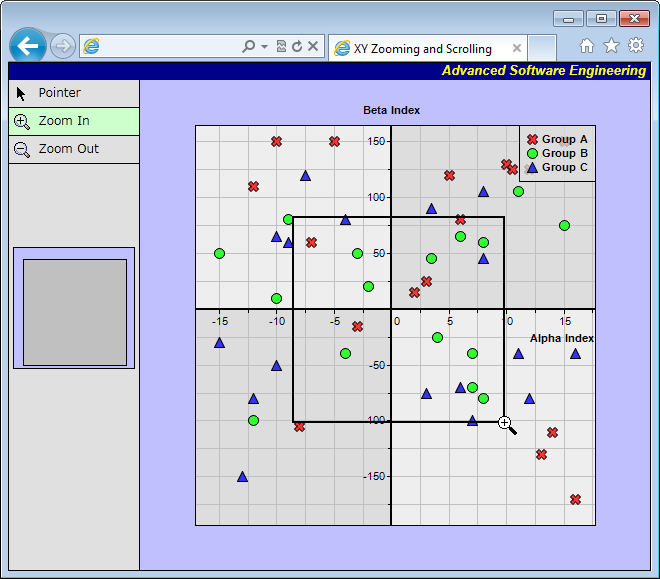 XY Zooming and Scrolling
Advanced Software Engineering
Pointer
Zoom In
Zoom Out
Beta Index
150
Group A
Group B
Group C
100
50
-15
-10
-5
0
5
10
15
Alpha Index
-50
-100
-150